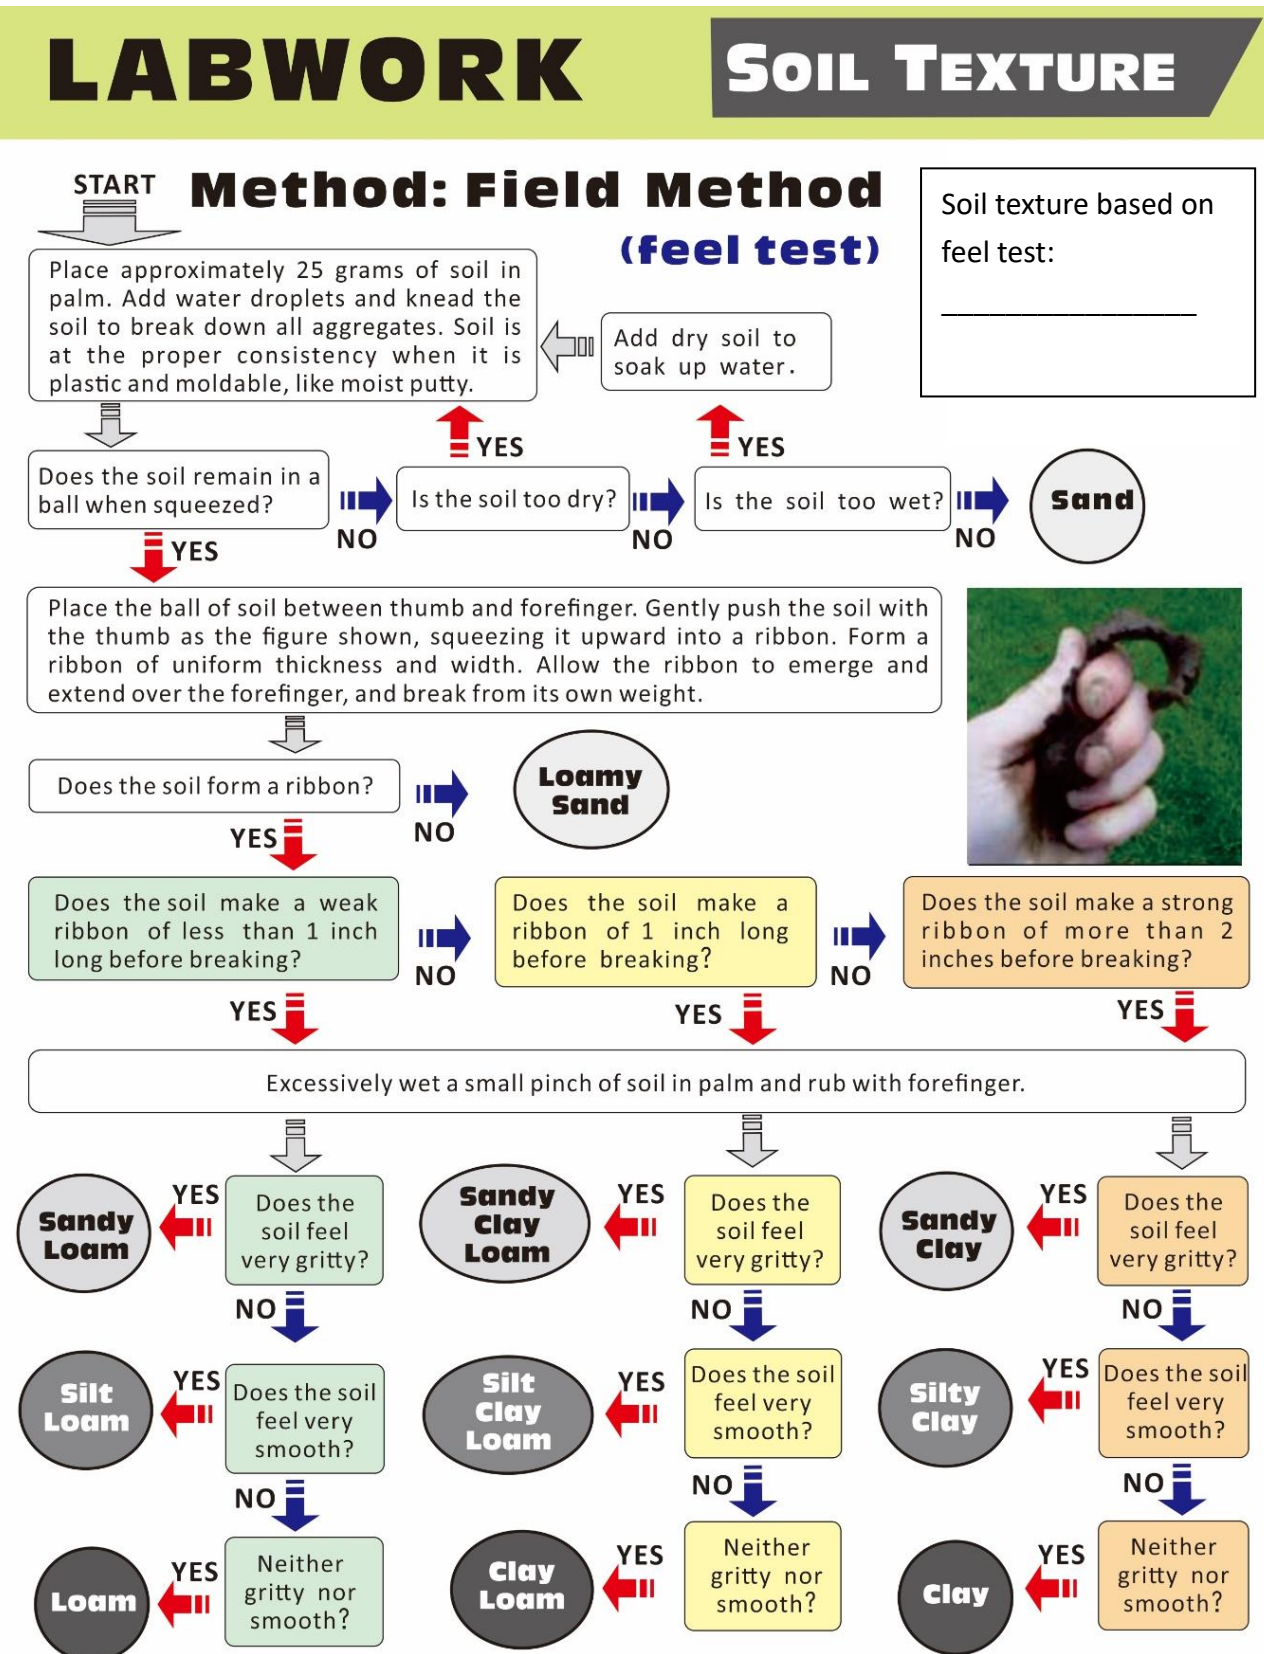 LABWORK
SOIL TEXTURE
START
Method: Field Method
(feel test)
Soil texture based on
feel test:
________________
Place approximately 25 grams of soil in
palm. Add water droplets and knead the
soil to break down all aggregates. Soil is
at the proper consistency when it is
plastic and moldable, like moist putty.
Add dry soil to
soak up water.
YES
YES
Does the soil remain in a
ball when squeezed?
NO
Is the soil too dry?
NO
Is the soil too wet?
NO
Sand
YES
Place the ball of soil between thumb and forefinger. Gently push the soil with
the thumb as the figure shown, squeezing it upward into a ribbon. Form a
ribbon of uniform thickness and width. Allow the ribbon to emerge and
extend over the forefinger, and break from its own weight.
Does the soil form a ribbon?
NO
Loamy
Sand
YES
Does the soil make a weak
ribbon of less than 1 inch
long before breaking?
NO
Does the soil make a
ribbon of 1 inch long
before breaking?
NO
Does the soil make a strong
ribbon of more than 2
inches before breaking?
YES
YES
YES
Excessively wet a small pinch of soil in palm and rub with forefinger.
Sandy
Loam
YES
Does the
soil feel
very gritty?
Sandy
Clay
Loam
YES
Does the
soil feel
very gritty?
Sandy
Clay
YES
Does the
soil feel
very gritty?
NO
NO
NO
Silt
Loam
YES
Does the soil
feel very
smooth?
Silt
Clay
Loam
YES
Does the soil
feel very
smooth?
Silty
Clay
YES
Does the soil
feel very
smooth?
NO
NO
NO
Loam
YES
Neither
gritty nor
smooth?
Clay
Loam
YES
Neither
gritty nor
smooth?
Clay
YES
Neither
gritty nor
smooth?